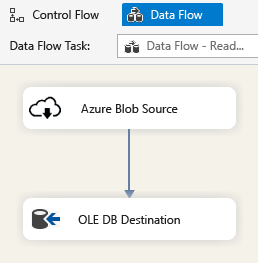 Control Flow
Data Flow
Data Flow Task:
Data Flow - Read...
Azure Blob Source
OLE DB Destination